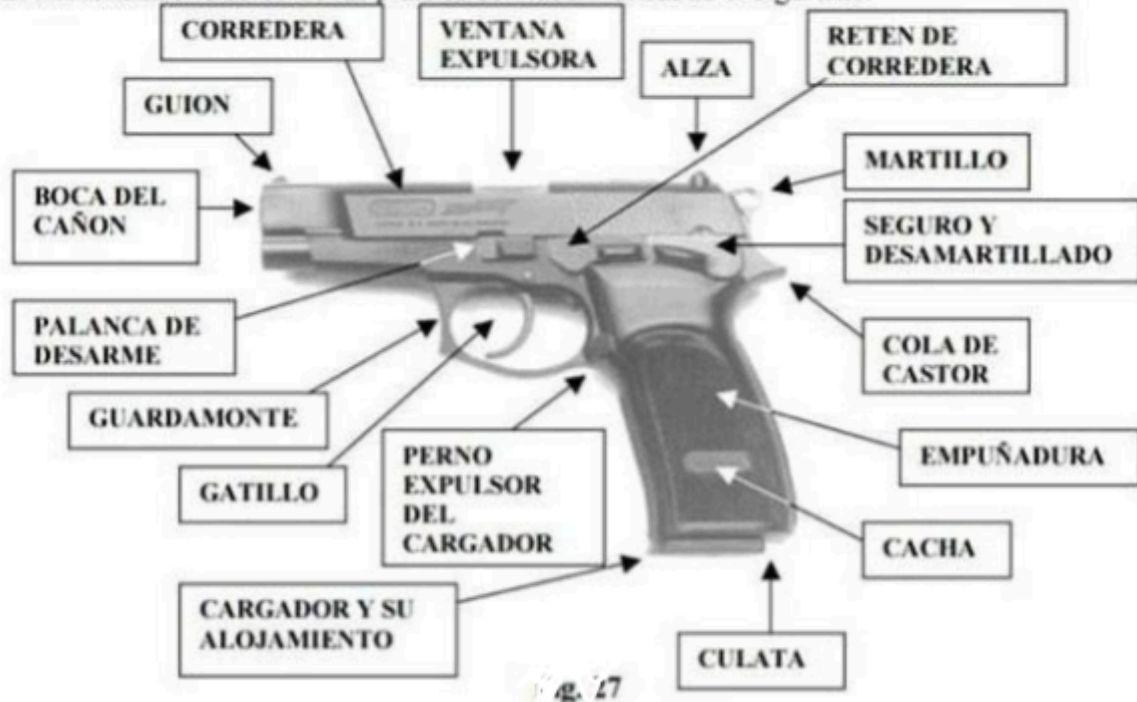 CORREDERA
VENTANA
EXPULSORA
ALZA
RETEN DE
CORREDERA
GUION
MARTILLO
BOCA DEL
CAÑON
SEGURO Y
DESAMARTILLADO
PALANCA DE
DESARME
COLA DE
CASTOR
GUARDAMONTE
PERNO
EXPULSOR
DEL
CARGADOR
EMPUÑADURA
GATILLO
CACHA
CARGADOR Y SU
ALOJAMIENTO
CULATA
27